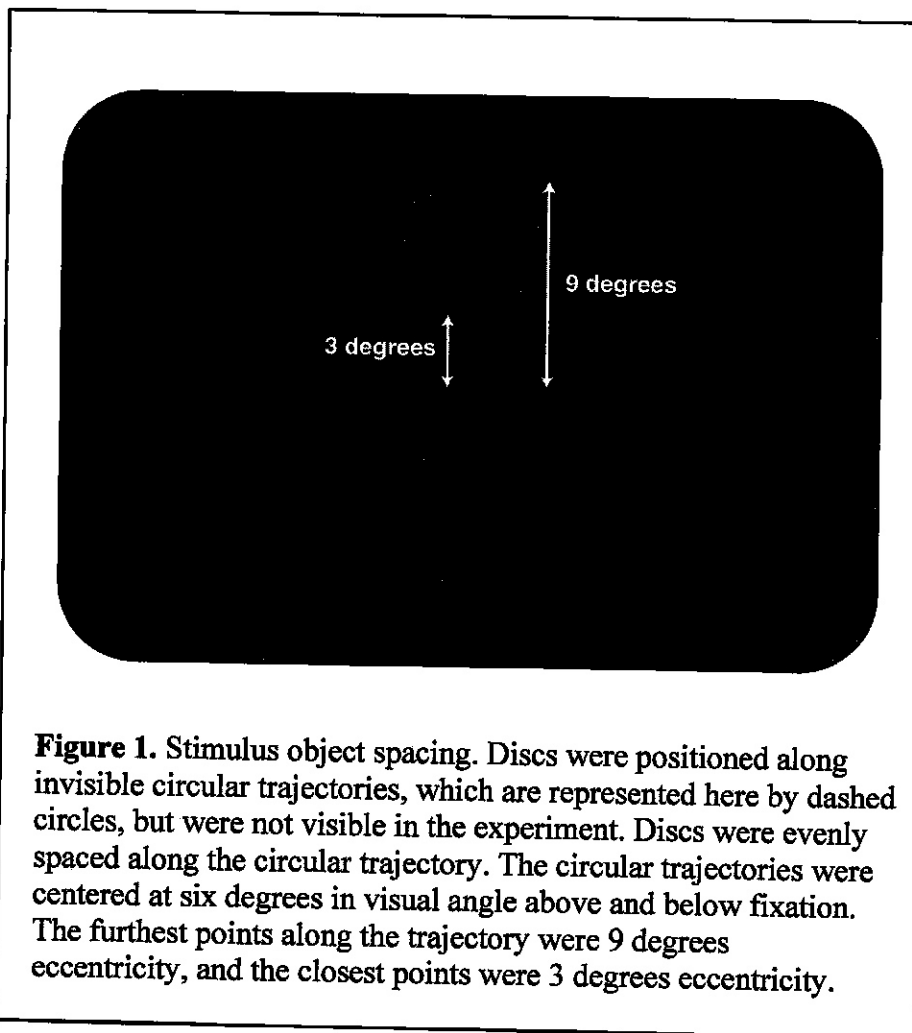 9 degrees
3 degrees
Figure 1. Stimulus object spacing. Discs were positioned along
invisible circular trajectories, which are represented here by dashed
circles, but were not visible in the experiment. Discs were evenly
spaced along the circular trajectory. The circular trajectories were
centered at six degrees in visual angle above and below fixation.
The furthest points along the trajectory were 9 degrees
eccentricity, and the closest points were 3 degrees eccentricity.